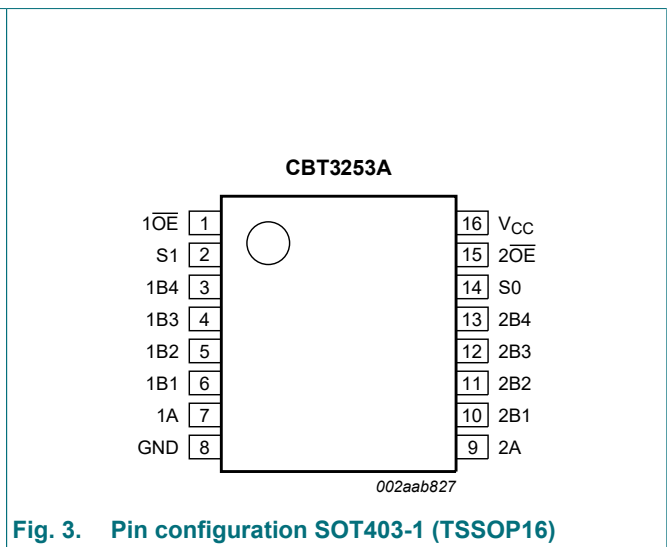 CBT3253A
1O̅E̅ 1 16 VCC
S1 2 15 2O̅E̅
1B4 3 14 S0
1B3 4 13 2B4
1B2 5 12 2B3
1B1 6 11 2B2
1A 7 10 2B1
GND 8 9 2A
002aab827
Fig. 3. Pin configuration SOT403-1 (TSSOP16)